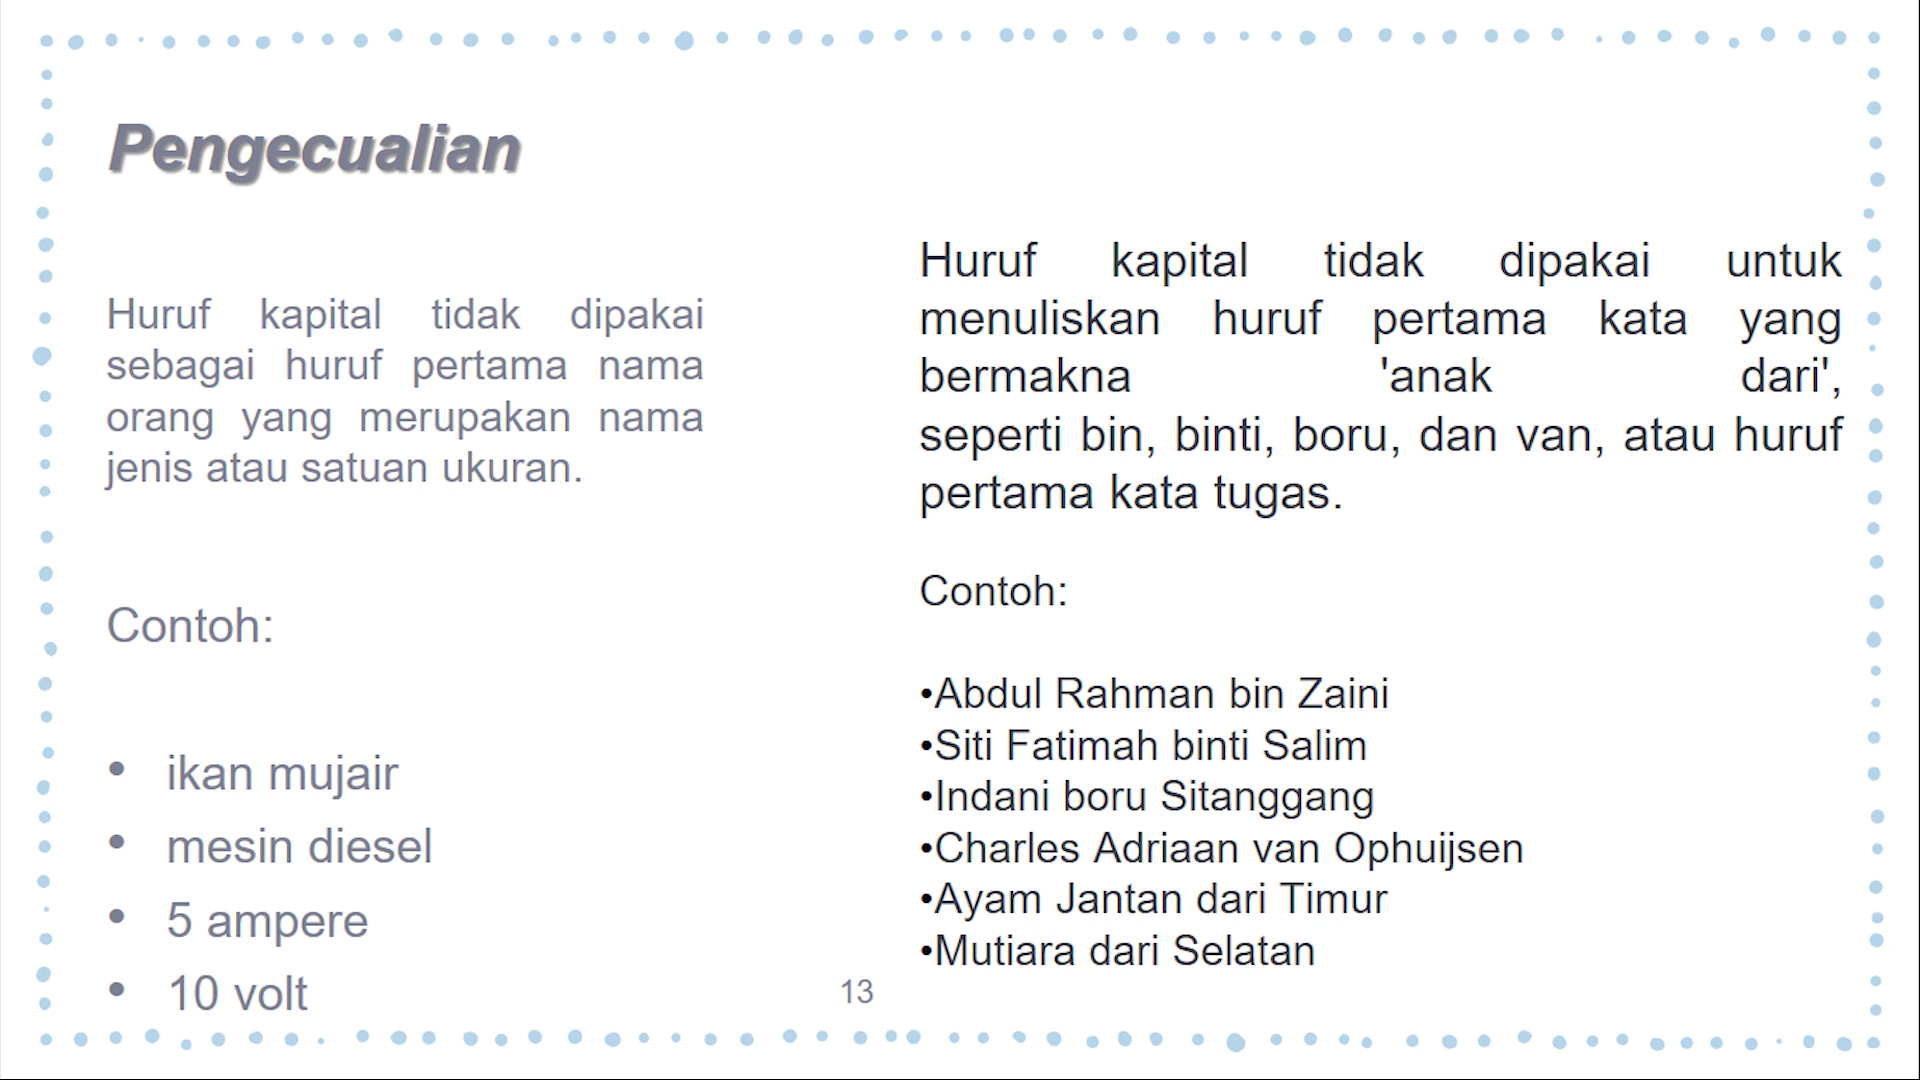 Pengecualian
Huruf kapital tidak dipakai
sebagai huruf pertama nama
orang yang merupakan nama
jenis atau satuan ukuran.
Contoh:
• ikan mujair
• mesin diesel
• 5 ampere
• 10 volt
Huruf kapital tidak dipakai untuk
menuliskan huruf pertama kata yang
bermakna 'anak dari',
seperti bin, binti, boru, dan van, atau huruf
pertama kata tugas.
Contoh:
•Abdul Rahman bin Zaini
•Siti Fatimah binti Salim
•Indani boru Sitanggang
•Charles Adriaan van Ophuijsen
•Ayam Jantan dari Timur
•Mutiara dari Selatan
13